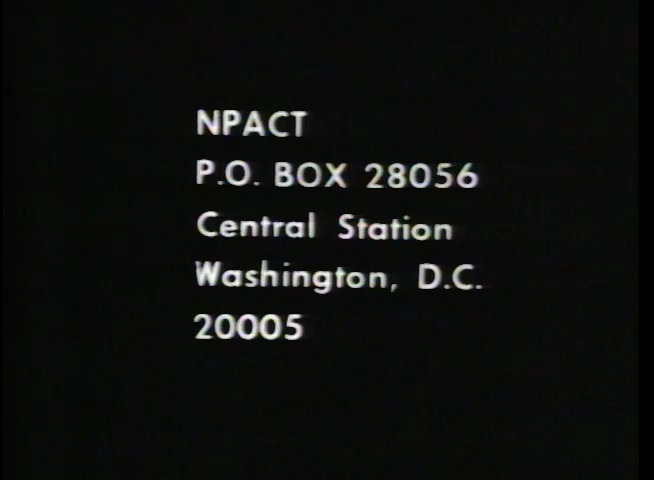 NPACT
P.O. BOX 28056
Central Station
Washington, D.C.
20005